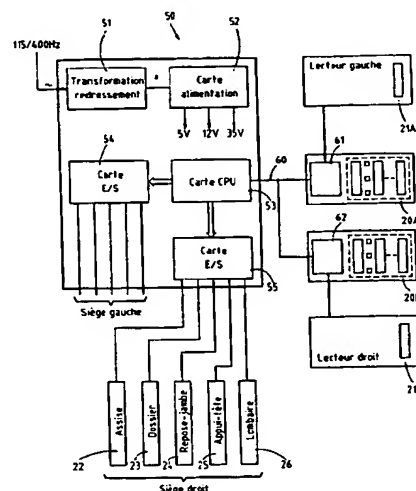 50
51
52
115/400Hz
Transformation
redressement
Carte
alimentation
5V 12V 35V
Lecteur gauche
21A
54
Carte
E/S
Carte CPU
53
60
61
20A
62
Carte
E/S
55
Siège gauche
Lecteur droit
Assise
Dossier
Repose-jambe
Appui-tête
Lombaire
22
23
24
25
26
Siège droit